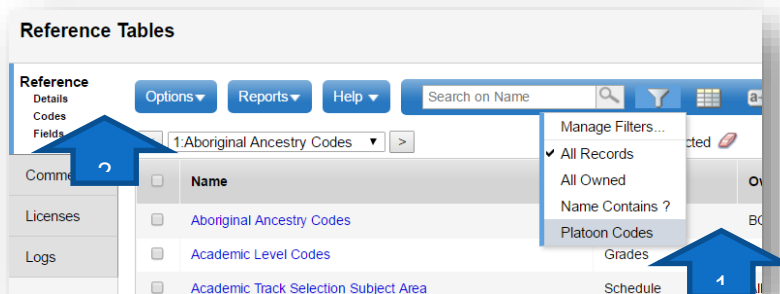 Reference Tables
Reference
Details
Codes
Fields
Options Reports Help Search on Name a-
1:Aboriginal Ancestry Codes >
Manage Filters...
All Records
All Owned
Name Contains ?
Platoon Codes
Name
Aboriginal Ancestry Codes
Academic Level Codes Grades
Academic Track Selection Subject Area Schedule
Licenses
Logs
1